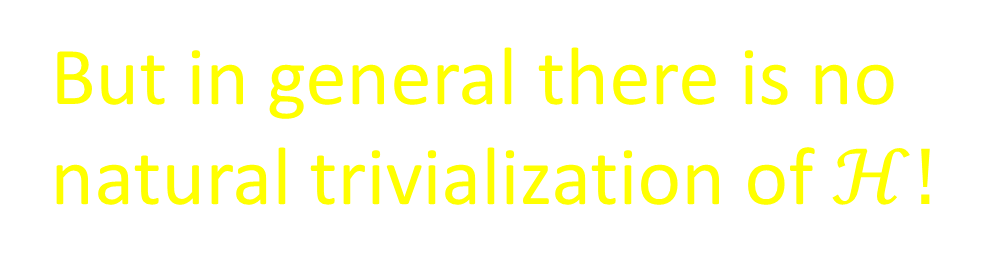 But in general there is no
natural trivialization of ℋ!